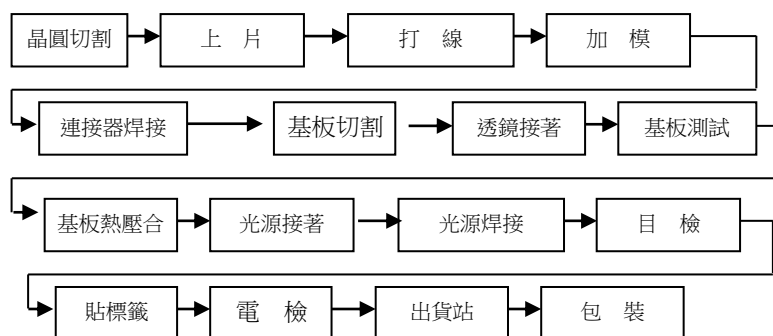 晶圓切割 上 片 打 線 加 模
連接器焊接 基板切割 透鏡接著 基板測試
基板熱壓合 光源接著 光源焊接 目 檢
貼標籤 電 檢 出貨站 包 裝